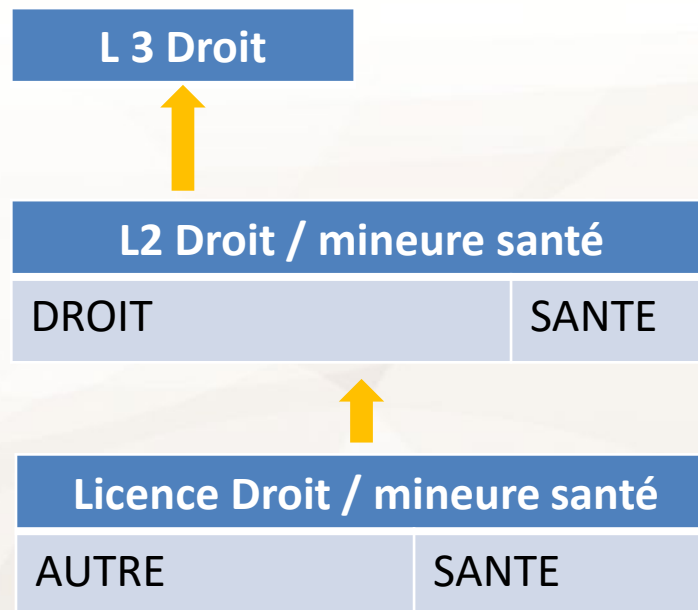 L 3 Droit
L2 Droit / mineure santé
DROIT SANTE
Licence Droit / mineure santé
AUTRE SANTE